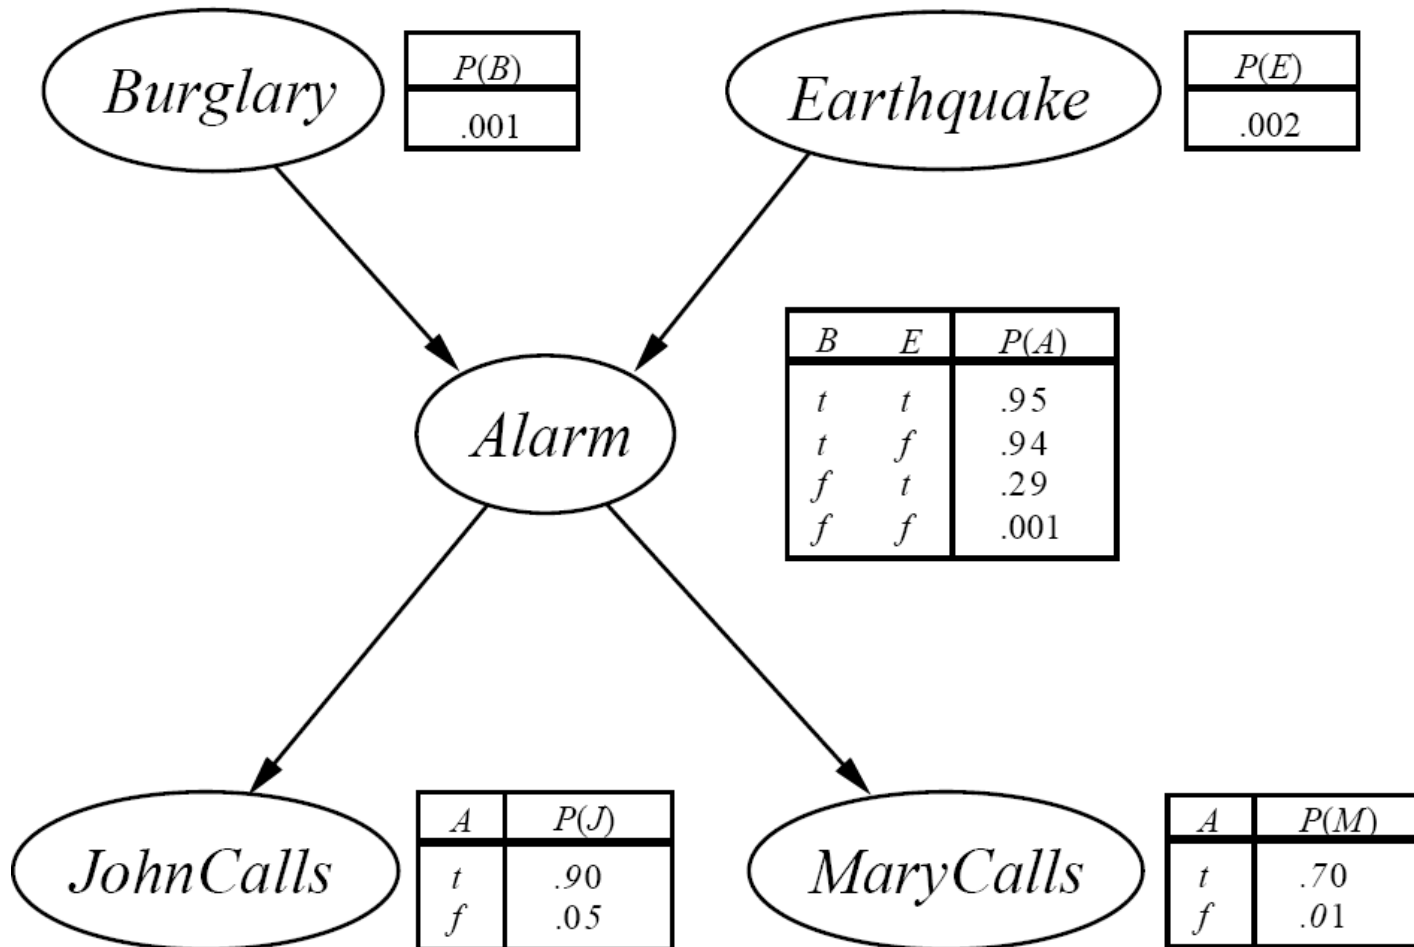 Burglary
P(B)
.001
Earthquake
P(E)
.002
B E P(A)
t t .95
t f .94
f t .29
f f .001
Alarm
JohnCalls
A P(J)
t .90
f .05
MaryCalls
A P(M)
t .70
f .01